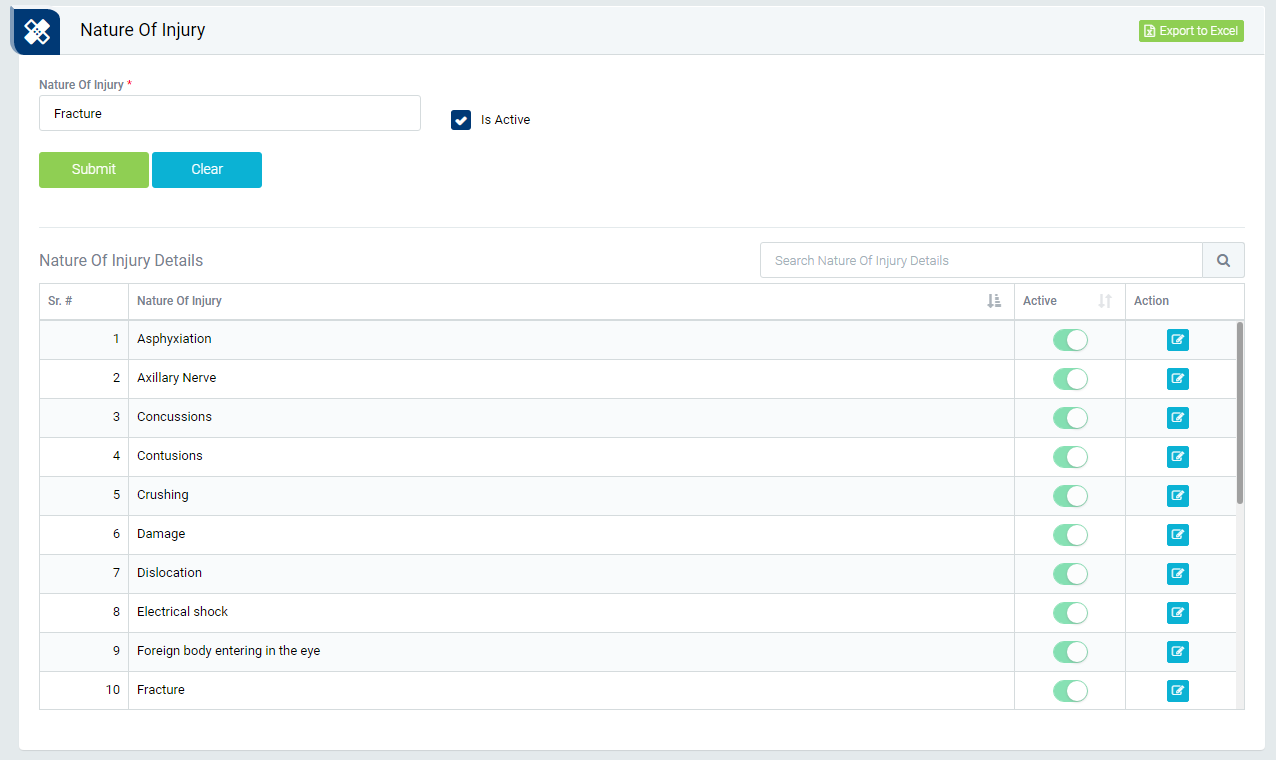 Nature Of Injury
Export to Excel
Nature Of Injury *
Fracture
Is Active
Submit Clear
Nature Of Injury Details
Search Nature Of Injury Details
Sr. # Nature Of Injury Active Action
1 Asphyxiation
2 Axillary Nerve
3 Concussions
4 Contusions
5 Crushing
6 Damage
7 Dislocation
8 Electrical shock
9 Foreign body entering in the eye
10 Fracture